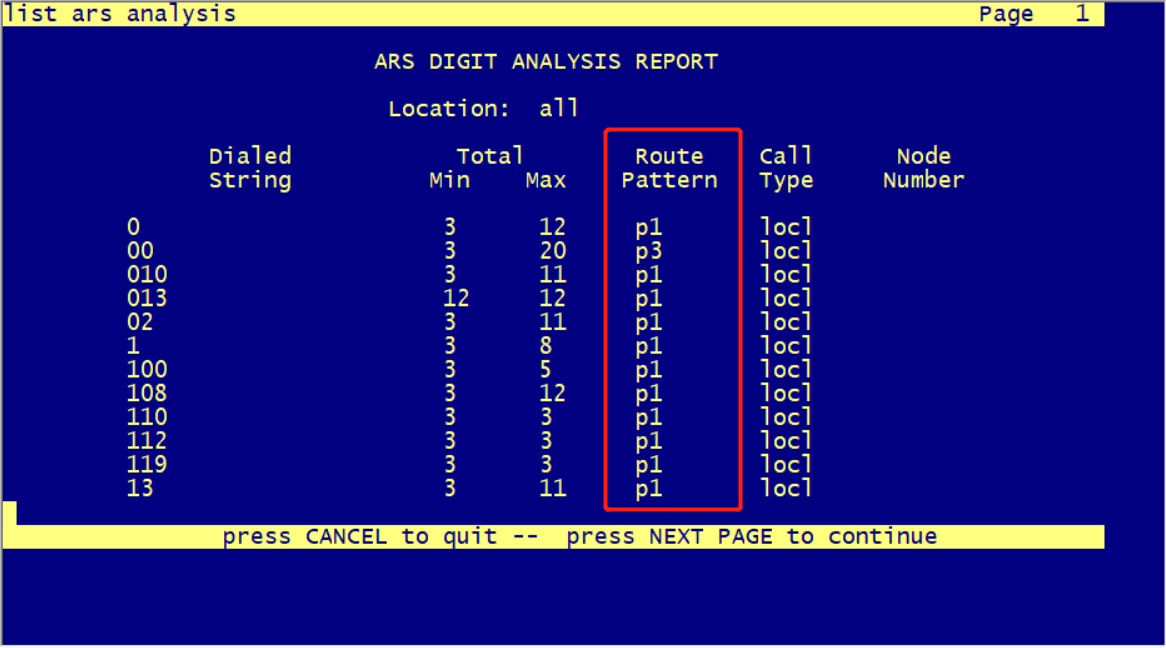 list ars analysis Page 1
ARS DIGIT ANALYSIS REPORT
Location: all
Dialed Total Route Call Node
String Min Max Pattern Type Number
0 3 12 p1 locl
00 3 20 p3 locl
010 3 11 p1 locl
013 12 12 p1 locl
02 3 11 p1 locl
1 3 8 p1 locl
100 3 5 p1 locl
108 3 12 p1 locl
110 3 3 p1 locl
112 3 3 p1 locl
119 3 3 p1 locl
13 3 11 p1 locl
press CANCEL to quit -- press NEXT PAGE to continue